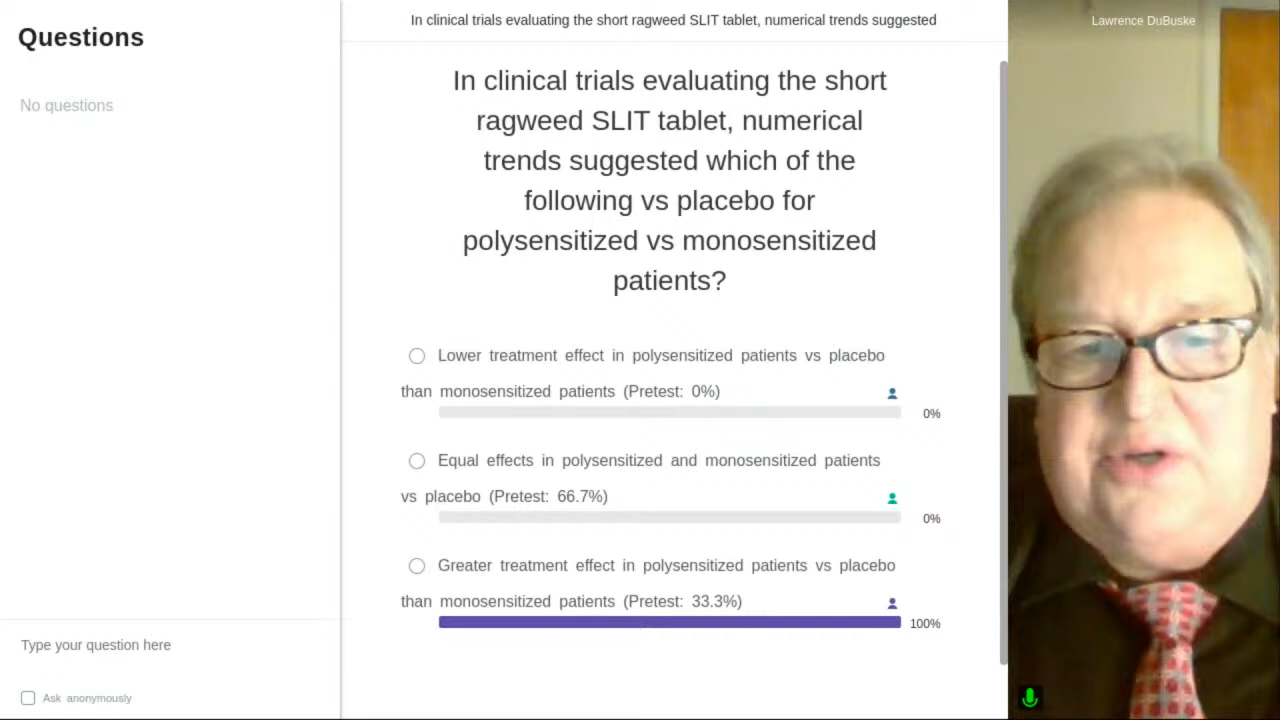 Questions
No questions
Type your question here
Ask anonymously
In clinical trials evaluating the short ragweed SLIT tablet, numerical trends suggested
In clinical trials evaluating the short
ragweed SLIT tablet, numerical
trends suggested which of the
following vs placebo for
polysensitized vs monosensitized
patients?
Lower treatment effect in polysensitized patients vs placebo
than monosensitized patients (Pretest: 0%)
0%
Equal effects in polysensitized and monosensitized patients
vs placebo (Pretest: 66.7%)
0%
Greater treatment effect in polysensitized patients vs placebo
than monosensitized patients (Pretest: 33.3%)
100%
Lawrence DuBuske